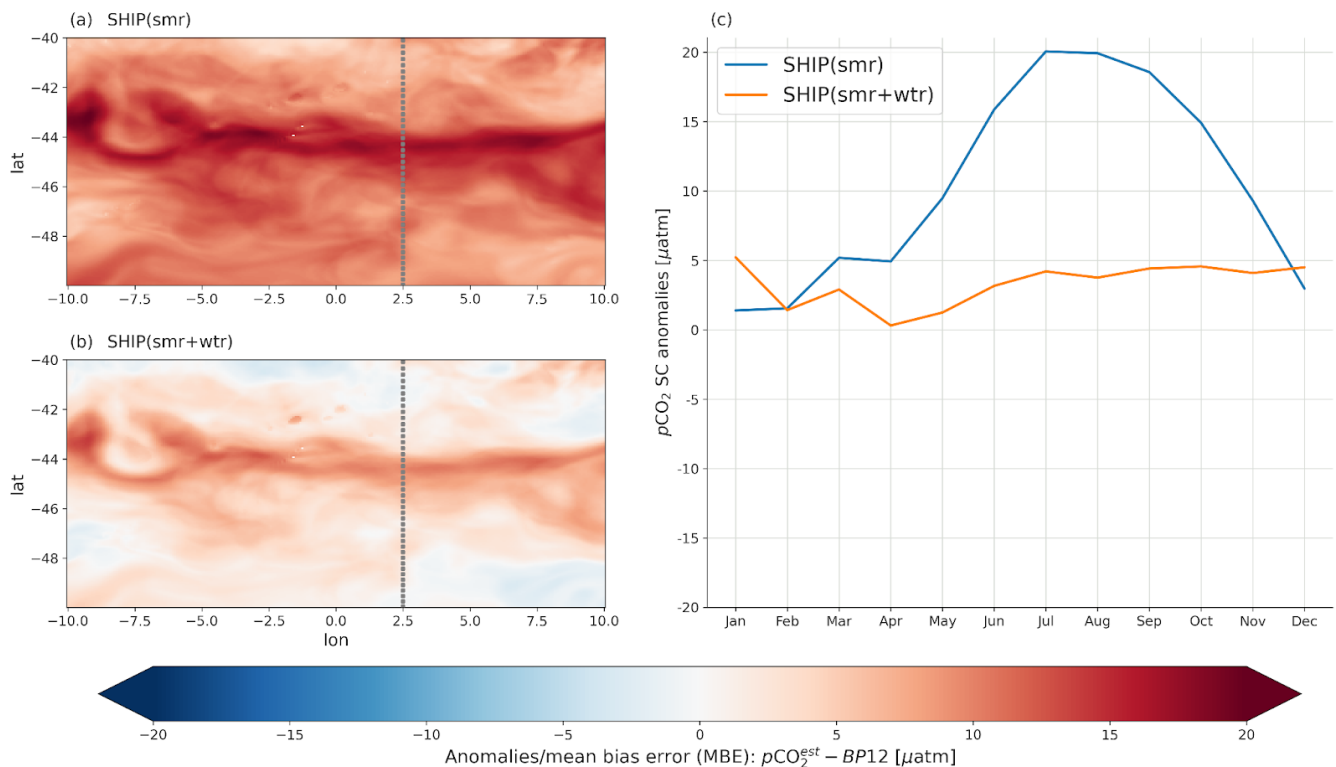 (a) SHIP(smr)
−40
−42
−44
−46
−48
lat
−10.0 −7.5 −5.0 −2.5 0.0 2.5 5.0 7.5 10.0
(b) SHIP(smr+wtr)
−40
−42
−44
−46
−48
lat
−10.0 −7.5 −5.0 −2.5 0.0 2.5 5.0 7.5 10.0
lon
(c)
SHIP(smr)
SHIP(smr+wtr)
20
15
10
5
0
-5
-10
-15
-20
pCO₂ SC anomalies [μatm]
Jan Feb Mar Apr May Jun Jul Aug Sep Oct Nov Dec
−20 −15 −10 −5 0 5 10 15 20
Anomalies/mean bias error (MBE): pCO₂ᵉˢᵗ − BP12 [μatm]